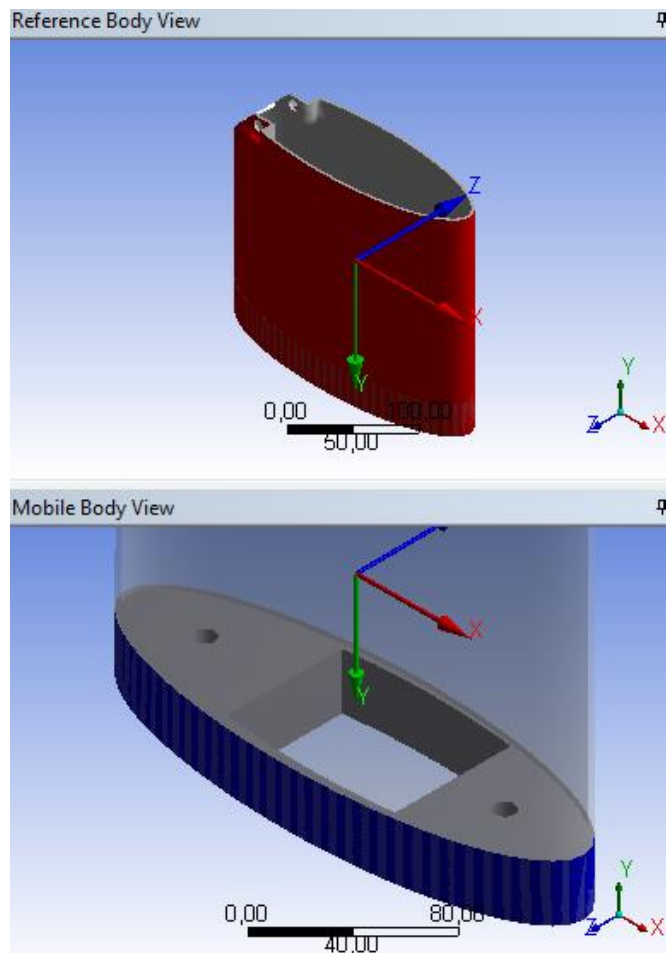 Reference Body View
Z
X
Y
0,00 100,00
50,00
Y
Z X
Mobile Body View
X
Y
0,00 80,00
40,00
Y
Z X